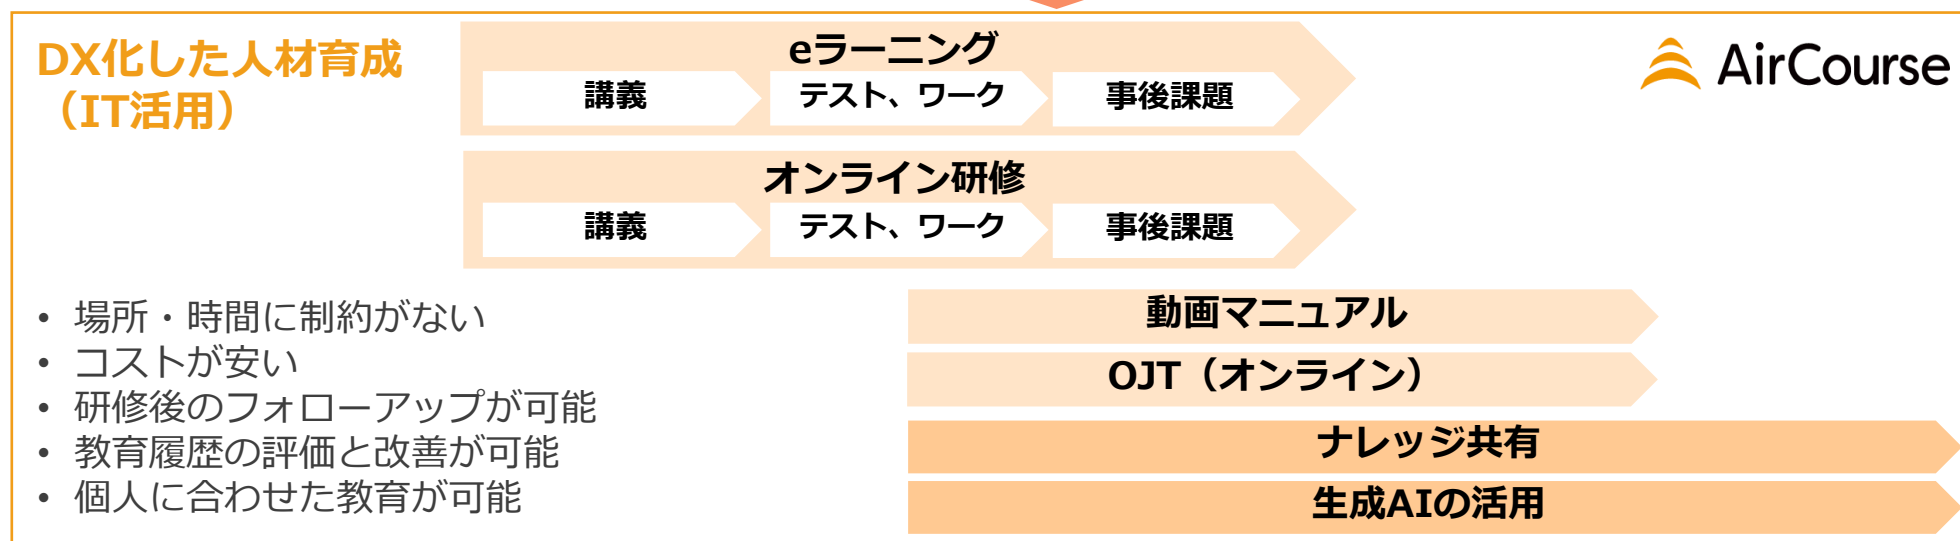 DX化した人材育成
（IT活用）
eラーニング
講義
テスト、ワーク
事後課題
AirCourse
オンライン研修
講義
テスト、ワーク
事後課題
• 場所・時間に制約がない
• コストが安い
• 研修後のフォローアップが可能
• 教育履歴の評価と改善が可能
• 個人に合わせた教育が可能
動画マニュアル
OJT（オンライン）
ナレッジ共有
生成AIの活用